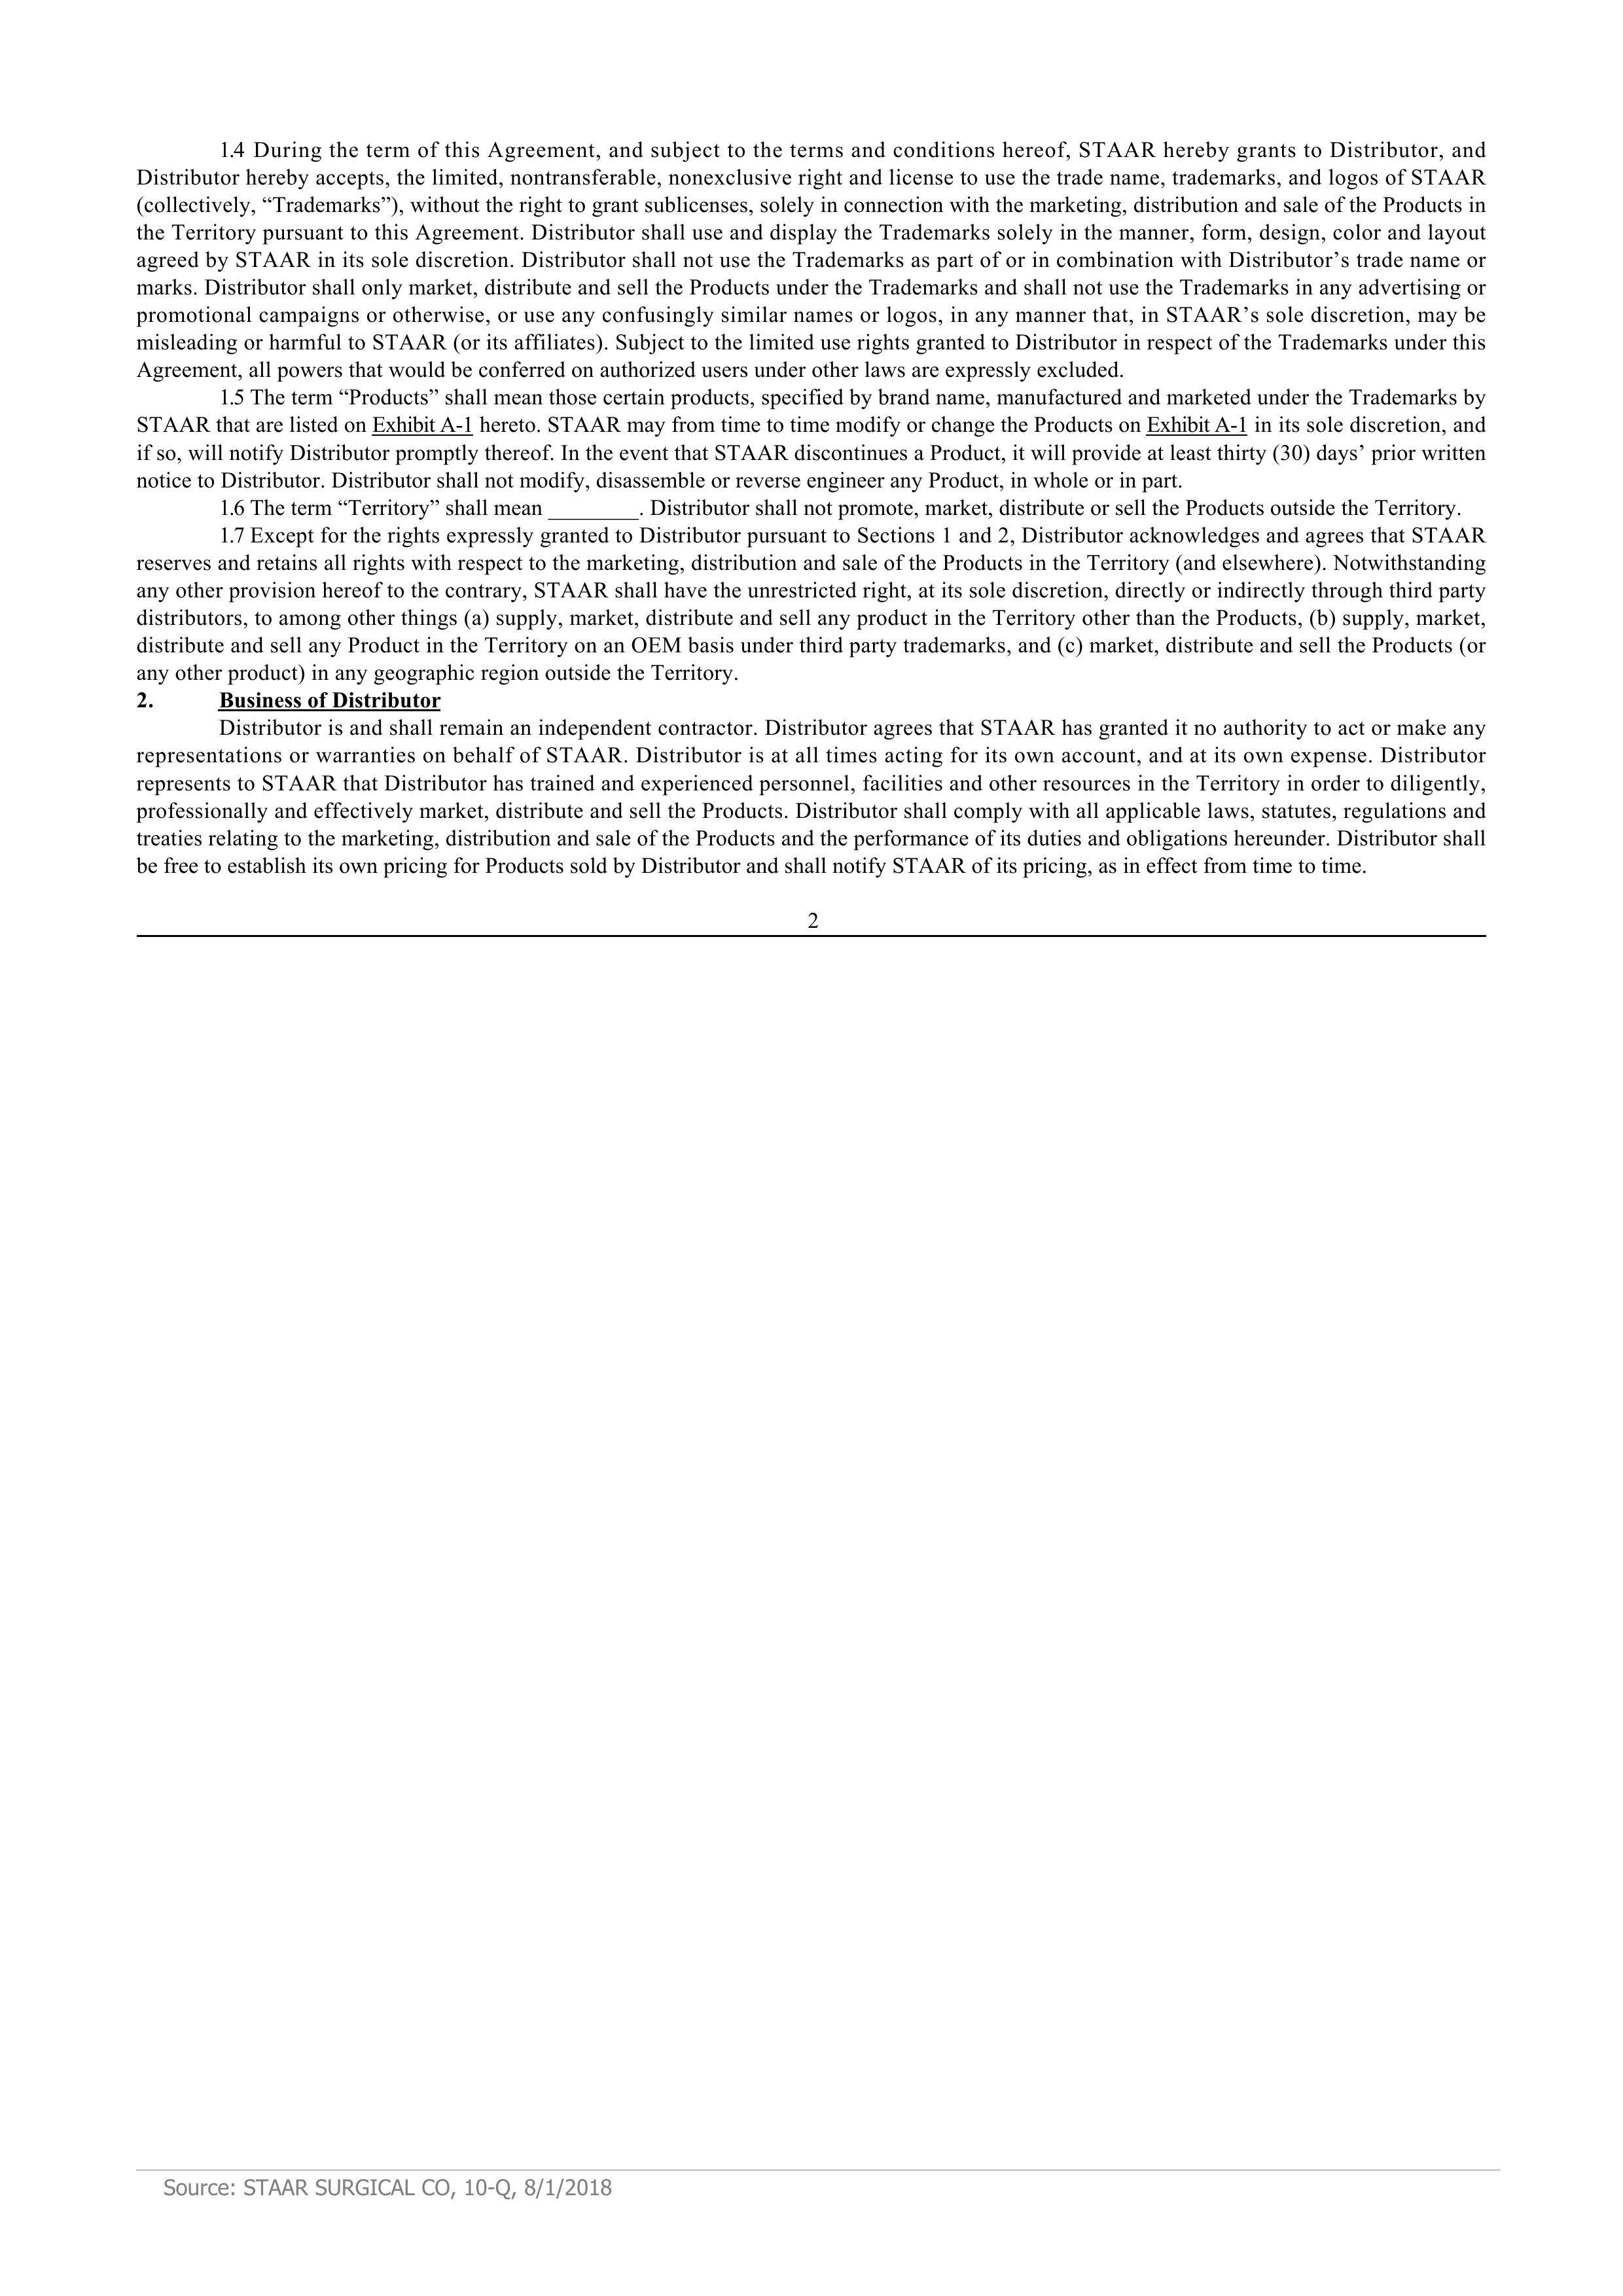 1.4 During the term of this Agreement, and subject to the terms and conditions hereof, STAAR hereby grants to Distributor, and
Distributor hereby accepts, the limited, nontransferable, nonexclusive right and license to use the trade name, trademarks, and logos of STAAR
(collectively, “Trademarks”), without the right to grant sublicenses, solely in connection with the marketing, distribution and sale of the Products in
the Territory pursuant to this Agreement. Distributor shall use and display the Trademarks solely in the manner, form, design, color and layout
agreed by STAAR in its sole discretion. Distributor shall not use the Trademarks as part of or in combination with Distributor’s trade name or
marks. Distributor shall only market, distribute and sell the Products under the Trademarks and shall not use the Trademarks in any advertising or
promotional campaigns or otherwise, or use any confusingly similar names or logos, in any manner that, in STAAR’s sole discretion, may be
misleading or harmful to STAAR (or its affiliates). Subject to the limited use rights granted to Distributor in respect of the Trademarks under this
Agreement, all powers that would be conferred on authorized users under other laws are expressly excluded.
1.5 The term “Products” shall mean those certain products, specified by brand name, manufactured and marketed under the Trademarks by
STAAR that are listed on Exhibit A-1 hereto. STAAR may from time to time modify or change the Products on Exhibit A-1 in its sole discretion, and
if so, will notify Distributor promptly thereof. In the event that STAAR discontinues a Product, it will provide at least thirty (30) days’ prior written
notice to Distributor. Distributor shall not modify, disassemble or reverse engineer any Product, in whole or in part.
1.6 The term “Territory” shall mean ________. Distributor shall not promote, market, distribute or sell the Products outside the Territory.
1.7 Except for the rights expressly granted to Distributor pursuant to Sections 1 and 2, Distributor acknowledges and agrees that STAAR
reserves and retains all rights with respect to the marketing, distribution and sale of the Products in the Territory (and elsewhere). Notwithstanding
any other provision hereof to the contrary, STAAR shall have the unrestricted right, at its sole discretion, directly or indirectly through third party
distributors, to among other things (a) supply, market, distribute and sell any product in the Territory other than the Products, (b) supply, market,
distribute and sell any Product in the Territory on an OEM basis under third party trademarks, and (c) market, distribute and sell the Products (or
any other product) in any geographic region outside the Territory.
2. Business of Distributor
Distributor is and shall remain an independent contractor. Distributor agrees that STAAR has granted it no authority to act or make any
representations or warranties on behalf of STAAR. Distributor is at all times acting for its own account, and at its own expense. Distributor
represents to STAAR that Distributor has trained and experienced personnel, facilities and other resources in the Territory in order to diligently,
professionally and effectively market, distribute and sell the Products. Distributor shall comply with all applicable laws, statutes, regulations and
treaties relating to the marketing, distribution and sale of the Products and the performance of its duties and obligations hereunder. Distributor shall
be free to establish its own pricing for Products sold by Distributor and shall notify STAAR of its pricing, as in effect from time to time.
2
Source: STAAR SURGICAL CO, 10-Q, 8/1/2018